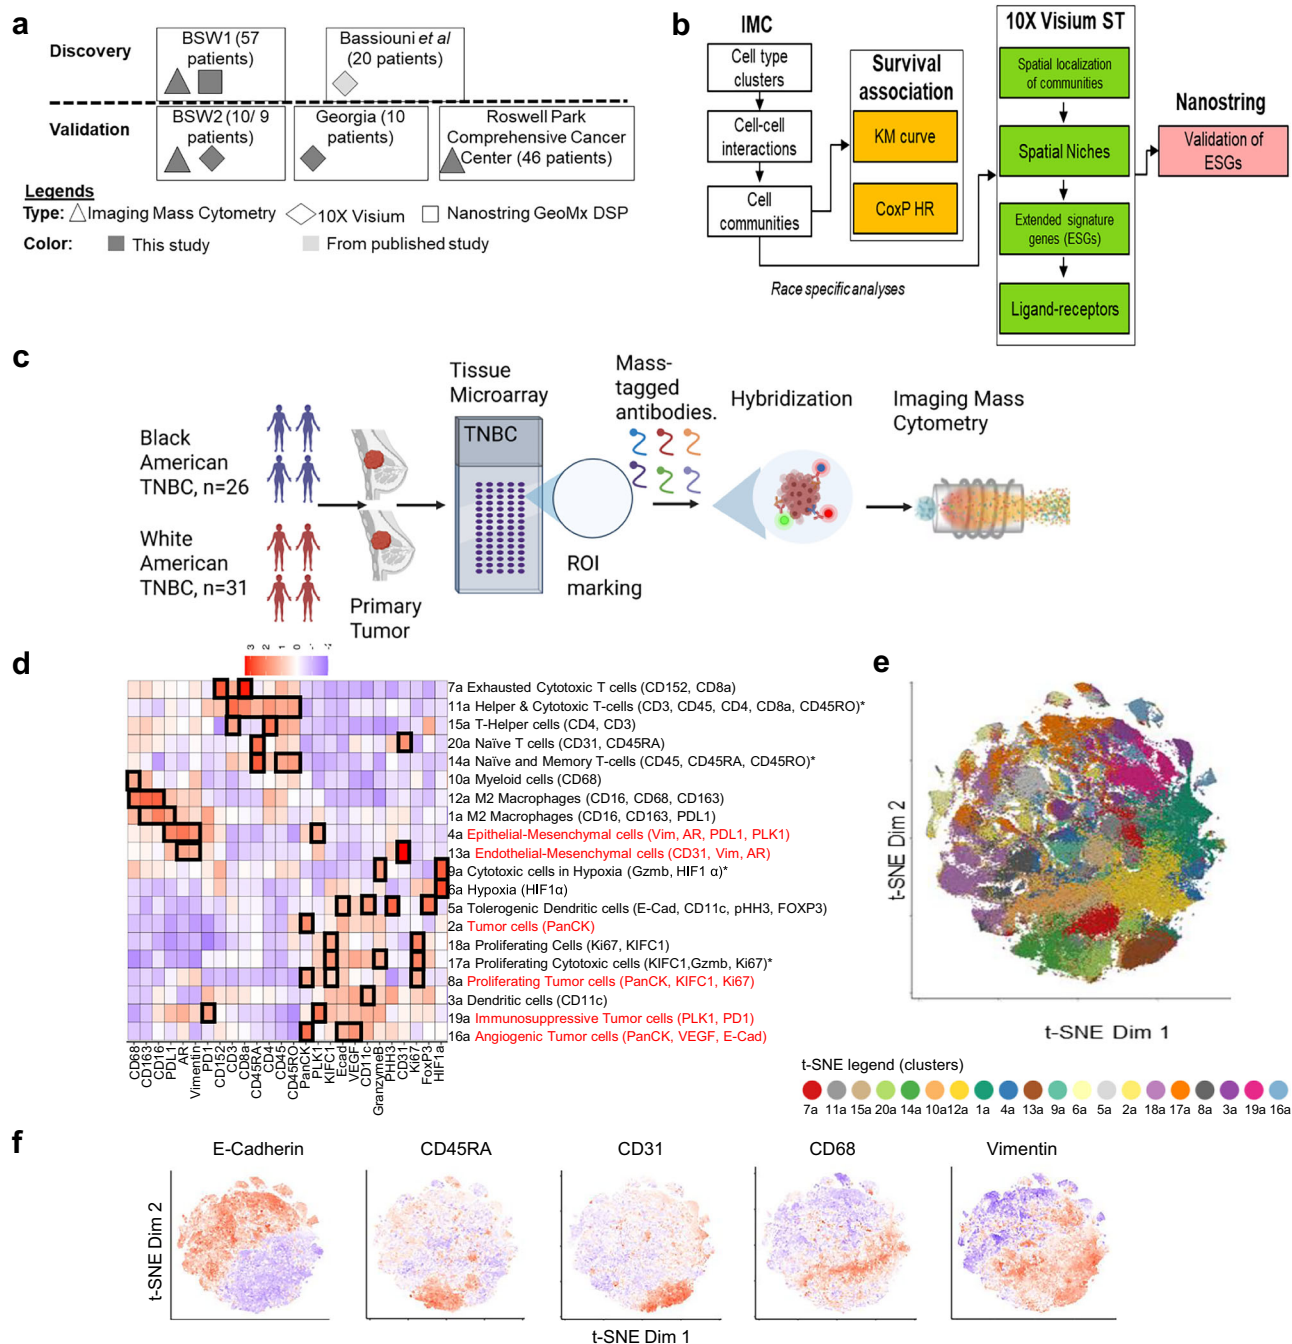 a
Discovery
BSW1 (57
patients)
Bassiouni et al
(20 patients)
Validation
BSW2 (10/ 9
patients)
Georgia (10
patients)
Roswell Park
Comprehensive Cancer
Center (46 patients)
Legends
Type: Imaging Mass Cytometry 10X Visium Nanostring GeoMx DSP
Color: This study From published study
b
IMC
Cell type
clusters
Cell-cell
interactions
Cell
communities
Survival
association
KM curve
CoxP HR
Race specific analyses
10X Visium ST
Spatial localization
of communities
Spatial Niches
Extended signature
genes (ESGs)
Ligand-receptors
Nanostring
Validation of
ESGs
c
Black
American
TNBC, n=26
White
American
TNBC, n=31
Primary
Tumor
Tissue
Microarray
TNBC
ROI
marking
Mass-
tagged
antibodies.
Hybridization
Imaging Mass
Cytometry
d
3 2 1 0
7a Exhausted Cytotoxic T cells (CD152, CD8a)
11a Helper & Cytotoxic T-cells (CD3, CD45, CD4, CD8a, CD45RO)*
15a T-Helper cells (CD4, CD3)
20a Naïve T cells (CD31, CD45RA)
14a Naïve and Memory T-cells (CD45, CD45RA, CD45RO)*
10a Myeloid cells (CD68)
12a M2 Macrophages (CD16, CD68, CD163)
1a M2 Macrophages (CD16, CD163, PDL1)
4a Epithelial-Mesenchymal cells (Vim, AR, PDL1, PLK1)
13a Endothelial-Mesenchymal cells (CD31, Vim, AR)
9a Cytotoxic cells in Hypoxia (Gzmb, HIF1 α)*
6a Hypoxia (HIF1α)
5a Tolerogenic Dendritic cells (E-Cad, CD11c, pHH3, FOXP3)
2a Tumor cells (PanCK)
18a Proliferating Cells (Ki67, KIFC1)
17a Proliferating Cytotoxic cells (KIFC1,Gzmb, Ki67)*
8a Proliferating Tumor cells (PanCK, KIFC1, Ki67)
3a Dendritic cells (CD11c)
19a Immunosuppressive Tumor cells (PLK1, PD1)
16a Angiogenic Tumor cells (PanCK, VEGF, E-Cad)
CD68
CD163
CD16
PDL1
AR
Vimentin
PD1
CD152
CD3
CD8a
CD45RA
CD4
CD45
CD45RO
PanCK
PLK1
KIFC1
Ecad
VEGF
CD11c
GranzymeB
PHH3
CD31
Ki67
FoxP3
HIF1a
e
t-SNE Dim 2
t-SNE Dim 1
t-SNE legend (clusters)
7a 11a 15a 20a 14a 10a 12a 1a 4a 13a 9a 6a 5a 2a 18a 17a 8a 3a 19a 16a
f
E-Cadherin CD45RA CD31 CD68 Vimentin
t-SNE Dim 2
t-SNE Dim 1